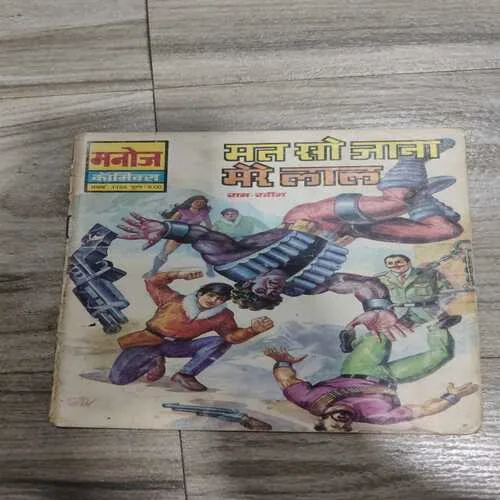 मनोज
कॉमिक्स
मत सो जाना
मेरे लाल
राम-रहीम